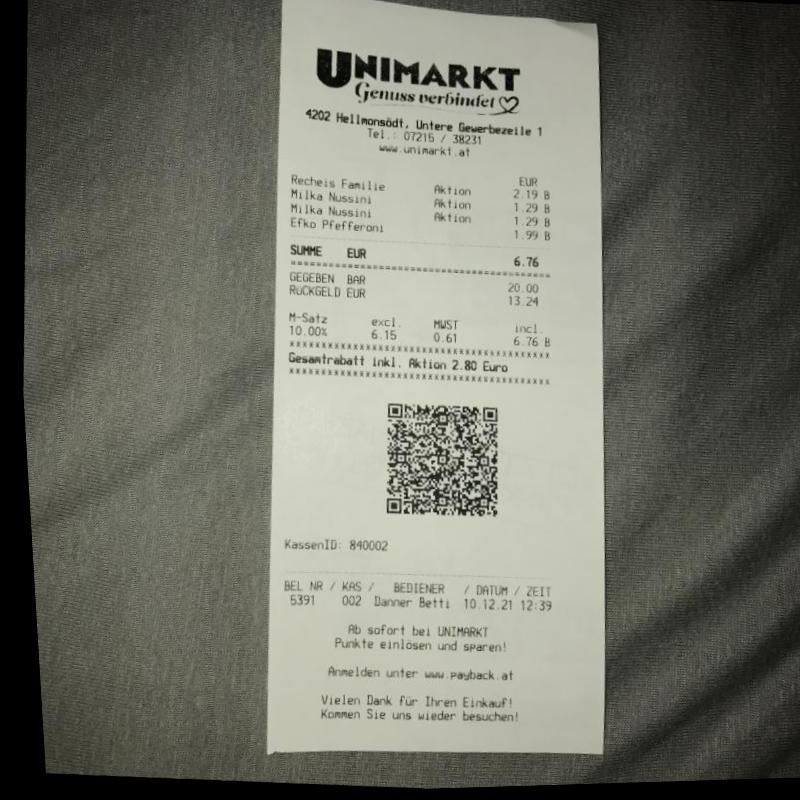 UNIMARKT
Genuss verbindet
4202 Hellmonsödt, Untere Gewerbezeile 1
Tel.: 07215 / 38231
www.unimarkt.at
EUR
Recheis Familie Aktion 2.19 B
Milka Nussini Aktion 1.29 B
Milka Nussini Aktion 1.29 B
Efko Pfefferoni 1.99 B
SUMME EUR 6.76
==================================================
GEGEBEN BAR 20.00
RÜCKGELD EUR 13.24
M-Satz excl. MWST incl.
10.00% 6.15 0.61 6.76 B
Gesamtrabatt inkl. Aktion 2.80 Euro
KassenID: 840002
BEL NR / KAS / BEDIENER / DATUM / ZEIT
5391 002 Danner Betti 10.12.21 12:39
Ab sofort bei UNIMARKT
Punkte einlösen und sparen!
Anmelden unter www.payback.at
Vielen Dank für Ihren Einkauf!
Kommen Sie uns wieder besuchen!